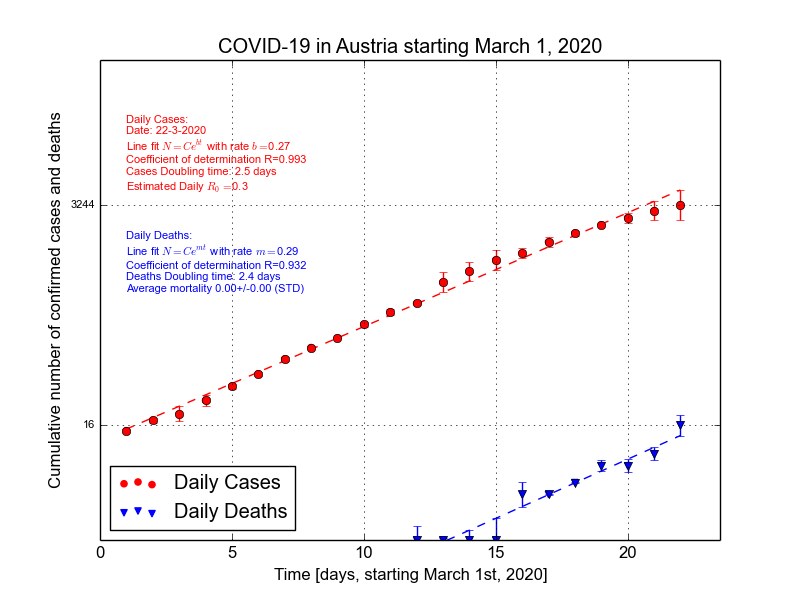 COVID-19 in Austria starting March 1, 2020
Cumulative number of confirmed cases and deaths
Daily Cases:
Date: 22-3-2020
Line fit N = Ce^{bt} with rate b =0.27
Coefficient of determination R=0.993
Cases Doubling time: 2.5 days
Estimated Daily R_0 =0.3
3244
Daily Deaths:
Line fit N = Ce^{mt} with rate m =0.29
Coefficient of determination R=0.932
Deaths Doubling time: 2.4 days
Average mortality 0.00+/-0.00 (STD)
16
Daily Cases
Daily Deaths
0 5 10 15 20
Time [days, starting March 1st, 2020]